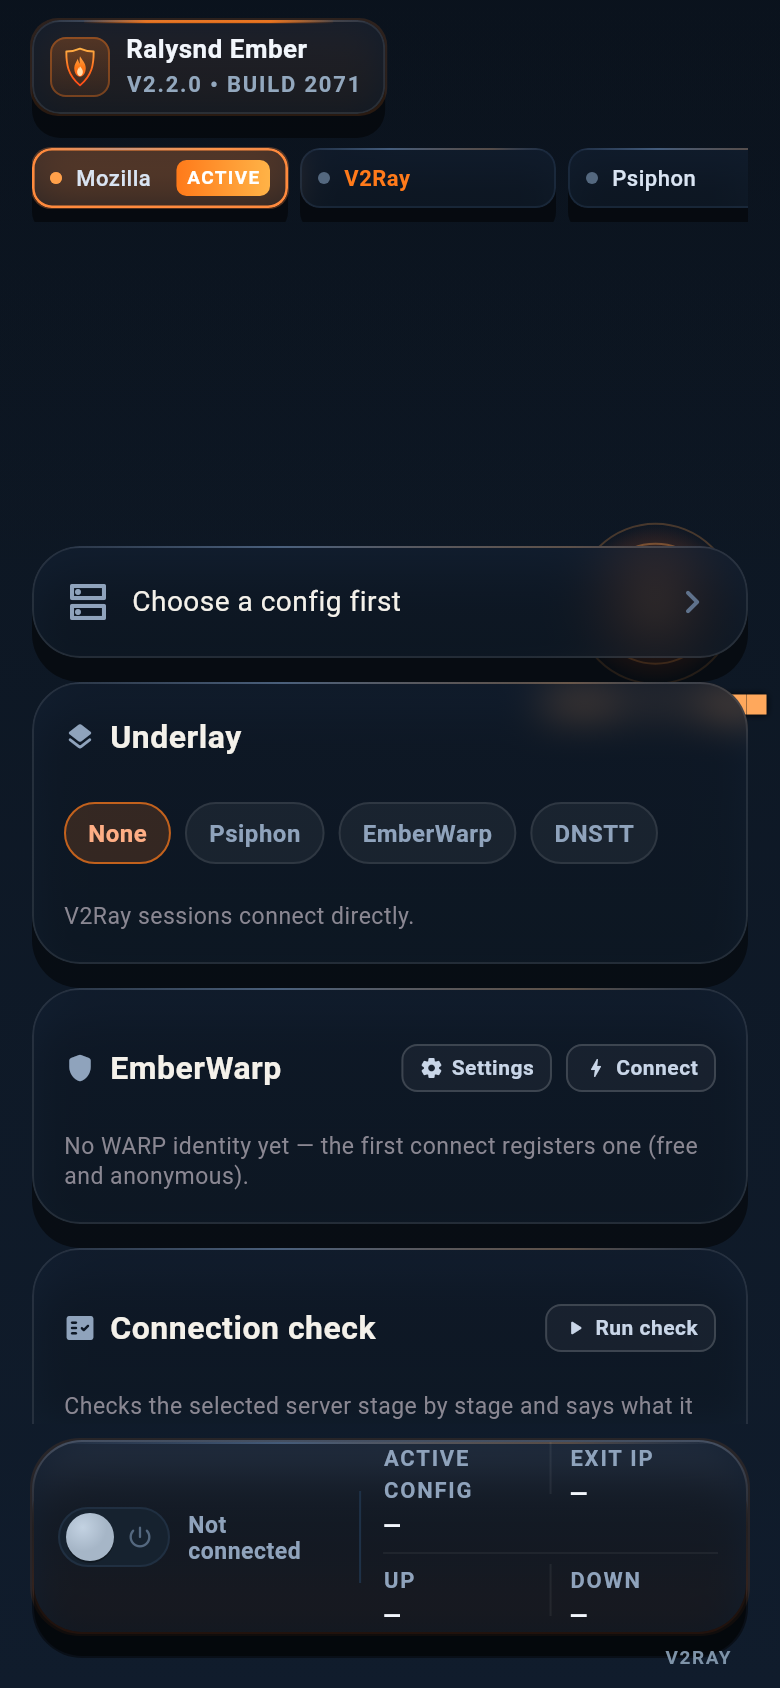 Ralysnd Ember
V2.2.0 • BUILD 2071
Mozilla
ACTIVE
V2Ray
Psiphon
Choose a config first
Underlay
None
Psiphon
EmberWarp
DNSTT
V2Ray sessions connect directly.
EmberWarp
Settings
Connect
No WARP identity yet — the first connect registers one (free
and anonymous).
Connection check
Run check
Checks the selected server stage by stage and says what it
Not
connected
ACTIVE
CONFIG
—
EXIT IP
—
UP
—
DOWN
—
V2RAY